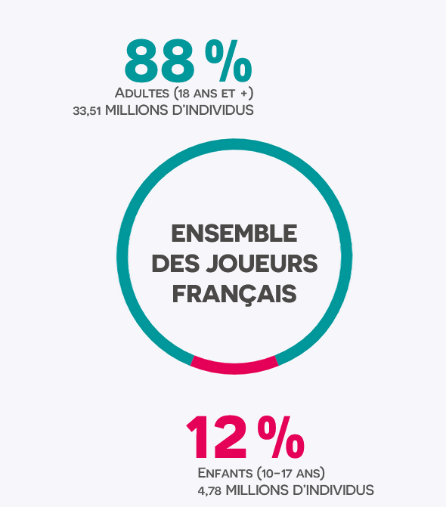 88 %
ADULTES (18 ANS ET +)
33,51 MILLIONS D'INDIVIDUS
ENSEMBLE
DES JOUEURS
FRANÇAIS
12 %
ENFANTS (10-17 ANS)
4,78 MILLIONS D'INDIVIDUS